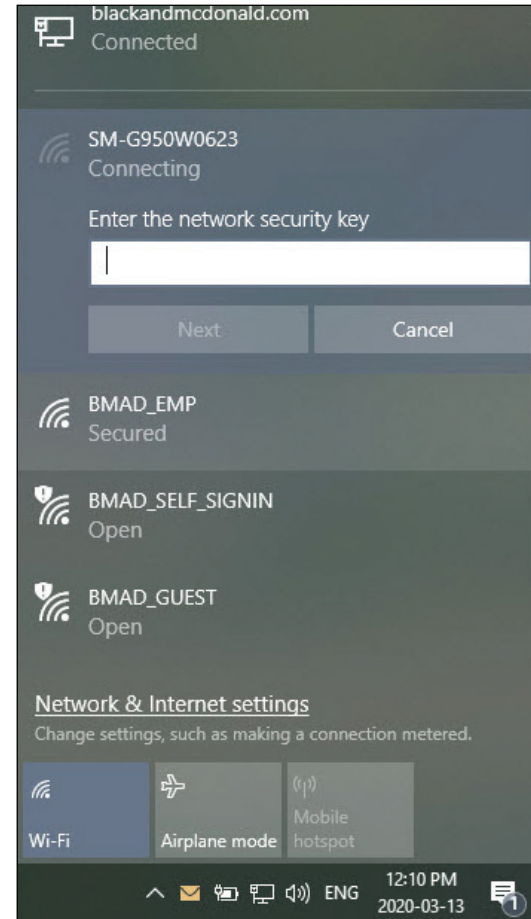 blackandmcdonald.com
Connected
SM-G950W0623
Connecting
Enter the network security key
Next
Cancel
BMAD_EMP
Secured
BMAD_SELF_SIGNIN
Open
BMAD_GUEST
Open
Network & Internet settings
Change settings, such as making a connection metered.
Wi-Fi
Airplane mode
Mobile
hotspot
ENG
12:10 PM
2020-03-13
1